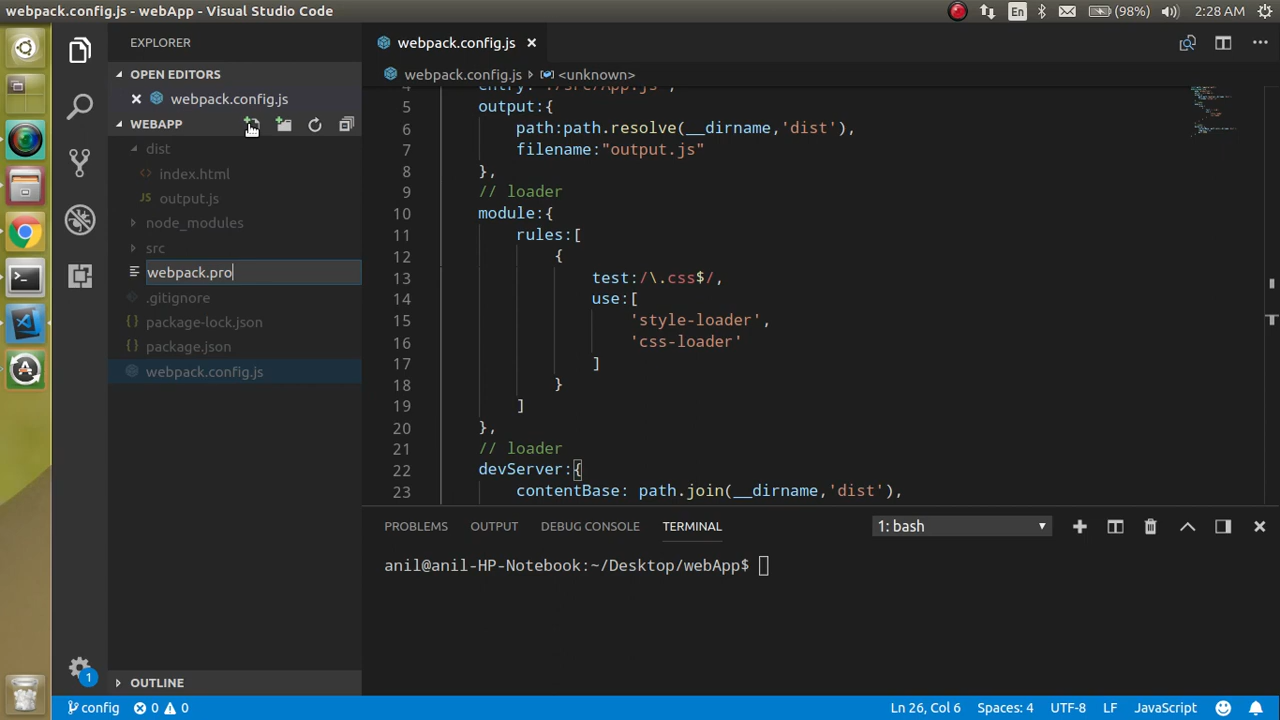 webpack.config.js - webApp - Visual Studio Code
En
(98%)
2:28 AM
EXPLORER
OPEN EDITORS
webpack.config.js
WEBAPP
dist
index.html
JS output.js
node_modules
src
webpack.pro
.gitignore
package-lock.json
package.json
webpack.config.js
OUTLINE
1
webpack.config.js
webpack.config.js <unknown>
4 entry:"./src/App.js",
5 output:{
6 path:path.resolve(__dirname,'dist'),
7 filename:"output.js"
8 },
9 // loader
10 module:{
11 rules:[
12 {
13 test:/\.css$/,
14 use:[
15 'style-loader',
16 'css-loader'
17 ]
18 }
19 ]
20 },
21 // loader
22 devServer:{
23 contentBase: path.join(__dirname,'dist'),
PROBLEMS
OUTPUT
DEBUG CONSOLE
TERMINAL
1: bash
anil@anil-HP-Notebook:~/Desktop/webApp$
config
0
0
Ln 26, Col 6
Spaces: 4
UTF-8
LF
JavaScript